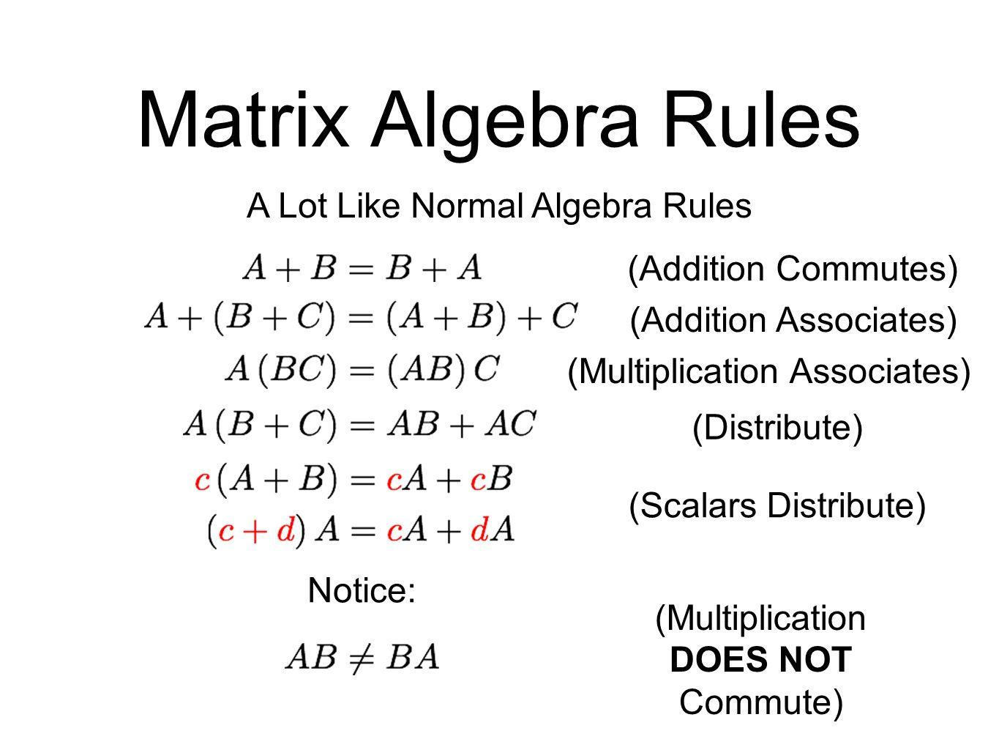 Matrix Algebra Rules
A Lot Like Normal Algebra Rules
A + B = B + A (Addition Commutes)
A + (B + C) = (A + B) + C (Addition Associates)
A (BC) = (AB) C (Multiplication Associates)
A (B + C) = AB + AC (Distribute)
c (A + B) = cA + cB
(Scalars Distribute)
(c + d) A = cA + dA
Notice:
(Multiplication
AB ≠ BA DOES NOT
Commute)